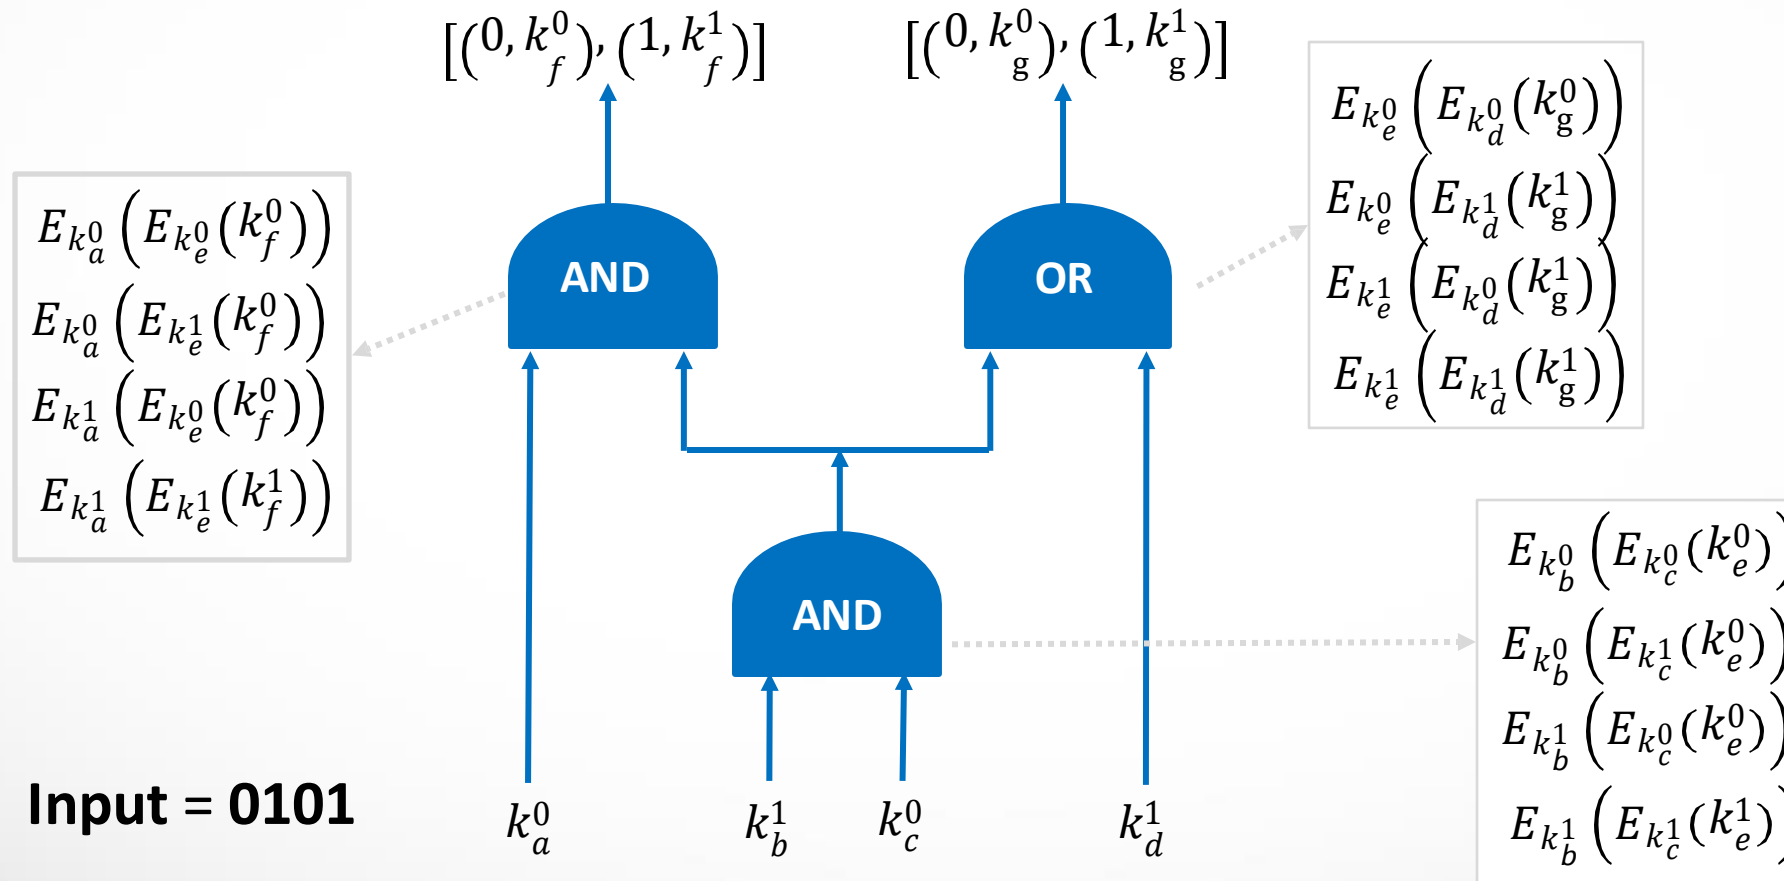 [(0, k_f^0), (1, k_f^1)]
[(0, k_g^0), (1, k_g^1)]
E_{k_e^0}(E_{k_d^0}(k_g^0))
E_{k_e^0}(E_{k_d^1}(k_g^1))
E_{k_e^1}(E_{k_d^0}(k_g^1))
E_{k_e^1}(E_{k_d^1}(k_g^1))
E_{k_a^0}(E_{k_e^0}(k_f^0))
E_{k_a^0}(E_{k_e^1}(k_f^0))
E_{k_a^1}(E_{k_e^0}(k_f^0))
E_{k_a^1}(E_{k_e^1}(k_f^1))
AND
OR
AND
E_{k_b^0}(E_{k_c^0}(k_e^0))
E_{k_b^0}(E_{k_c^1}(k_e^0))
E_{k_b^1}(E_{k_c^0}(k_e^0))
E_{k_b^1}(E_{k_c^1}(k_e^1))
Input = 0101
k_a^0
k_b^1
k_c^0
k_d^1